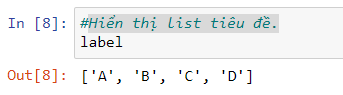 In [8]: #Hiển thị list tiêu đề.
label
Out[8]: ['A', 'B', 'C', 'D']